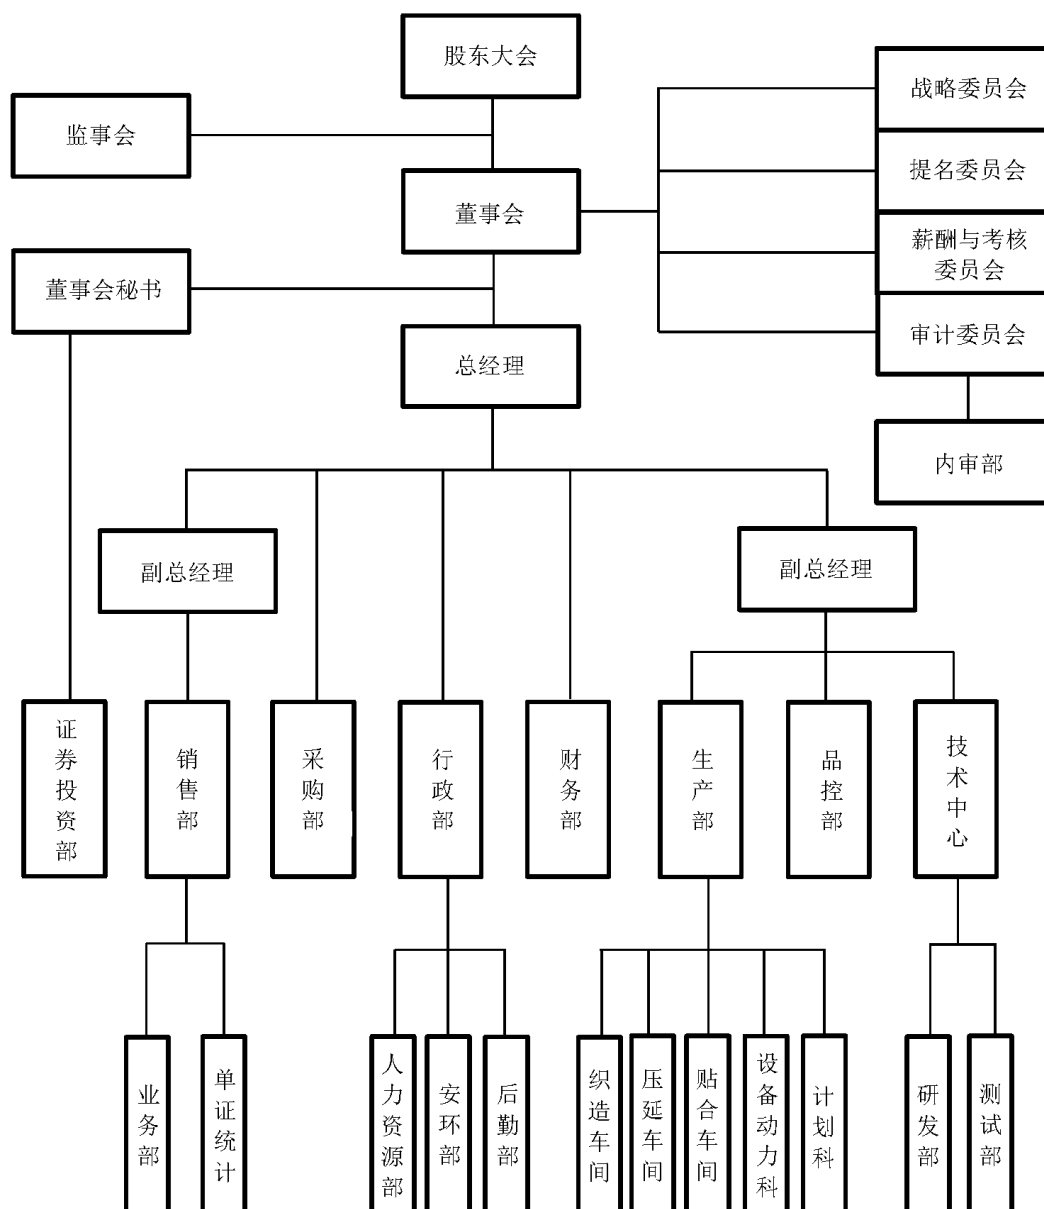 股东大会
战略委员会
监事会
提名委员会
董事会
薪酬与考核
委员会
董事会秘书
审计委员会
总经理
内审部
副总经理
副总经理
证券投资部
销售部
采购部
行政部
财务部
生产部
品控部
技术中心
业务部
单证统计
人力资源部
安环部
后勤部
织造车间
压延车间
贴合车间
设备动力科
计划科
研发部
测试部